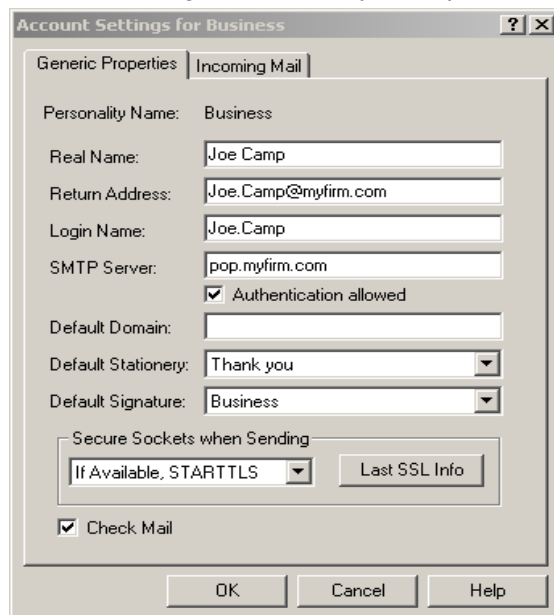 Account Settings for Business
Generic Properties Incoming Mail
Personality Name: Business
Real Name: Joe Camp
Return Address: Joe.Camp@myfirm.com
Login Name: Joe.Camp
SMTP Server: pop.myfirm.com
Authentication allowed
Default Domain:
Default Stationery: Thank you
Default Signature: Business
Secure Sockets when Sending
If Available, STARTTLS Last SSL Info
Check Mail
OK Cancel Help